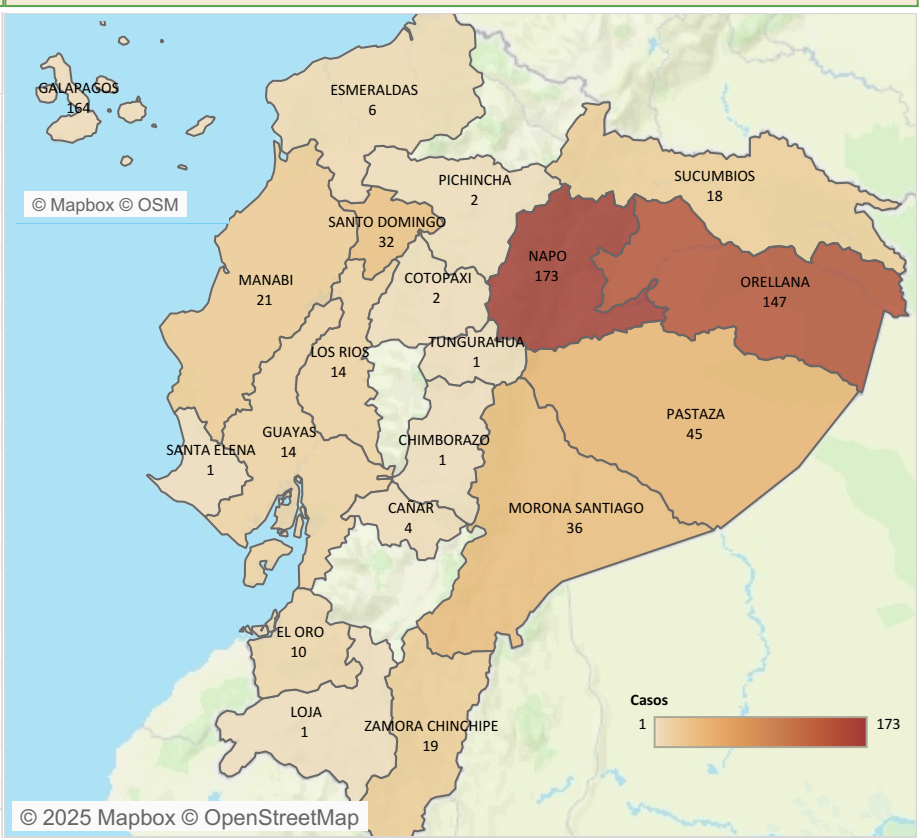 GALAPAGOS
164
© Mapbox © OSM
ESMERALDAS
6
PICHINCHA
2
SUCUMBIOS
18
SANTO DOMINGO
32
NAPO
173
MANABI
21
COTOPAXI
2
ORELLANA
147
TUNGURAHUA
1
LOS RIOS
14
PASTAZA
45
SANTA ELENA
1
GUAYAS
14
CHIMBORAZO
1
CAÑAR
4
MORONA SANTIAGO
36
EL ORO
10
LOJA
1
ZAMORA CHINCHIPE
19
Casos
1 173
© 2025 Mapbox © OpenStreetMap